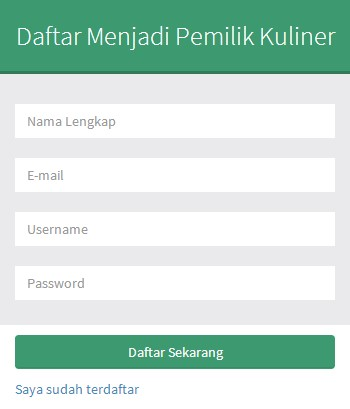 Daftar Menjadi Pemilik Kuliner
Nama Lengkap
E-mail
Username
Password
Daftar Sekarang
Saya sudah terdaftar